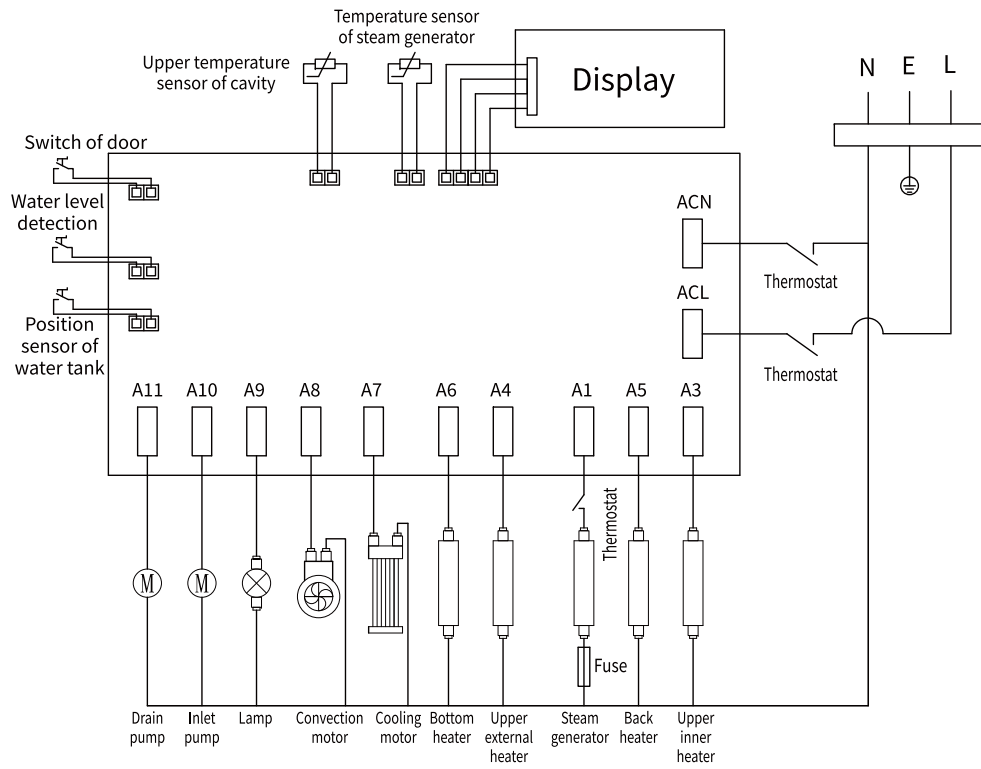 Temperature sensor
of steam generator
Upper temperature
sensor of cavity
Display
N
E
L
Switch of door
Water level
detection
Position
sensor of
water tank
ACN
Thermostat
ACL
Thermostat
A11
A10
A9
A8
A7
A6
A4
A1
A5
A3
Thermostat
M
M
Fuse
Drain
pump
Inlet
pump
Lamp
Convection
motor
Cooling
motor
Bottom
heater
Upper
external
heater
Steam
generator
Back
heater
Upper
inner
heater